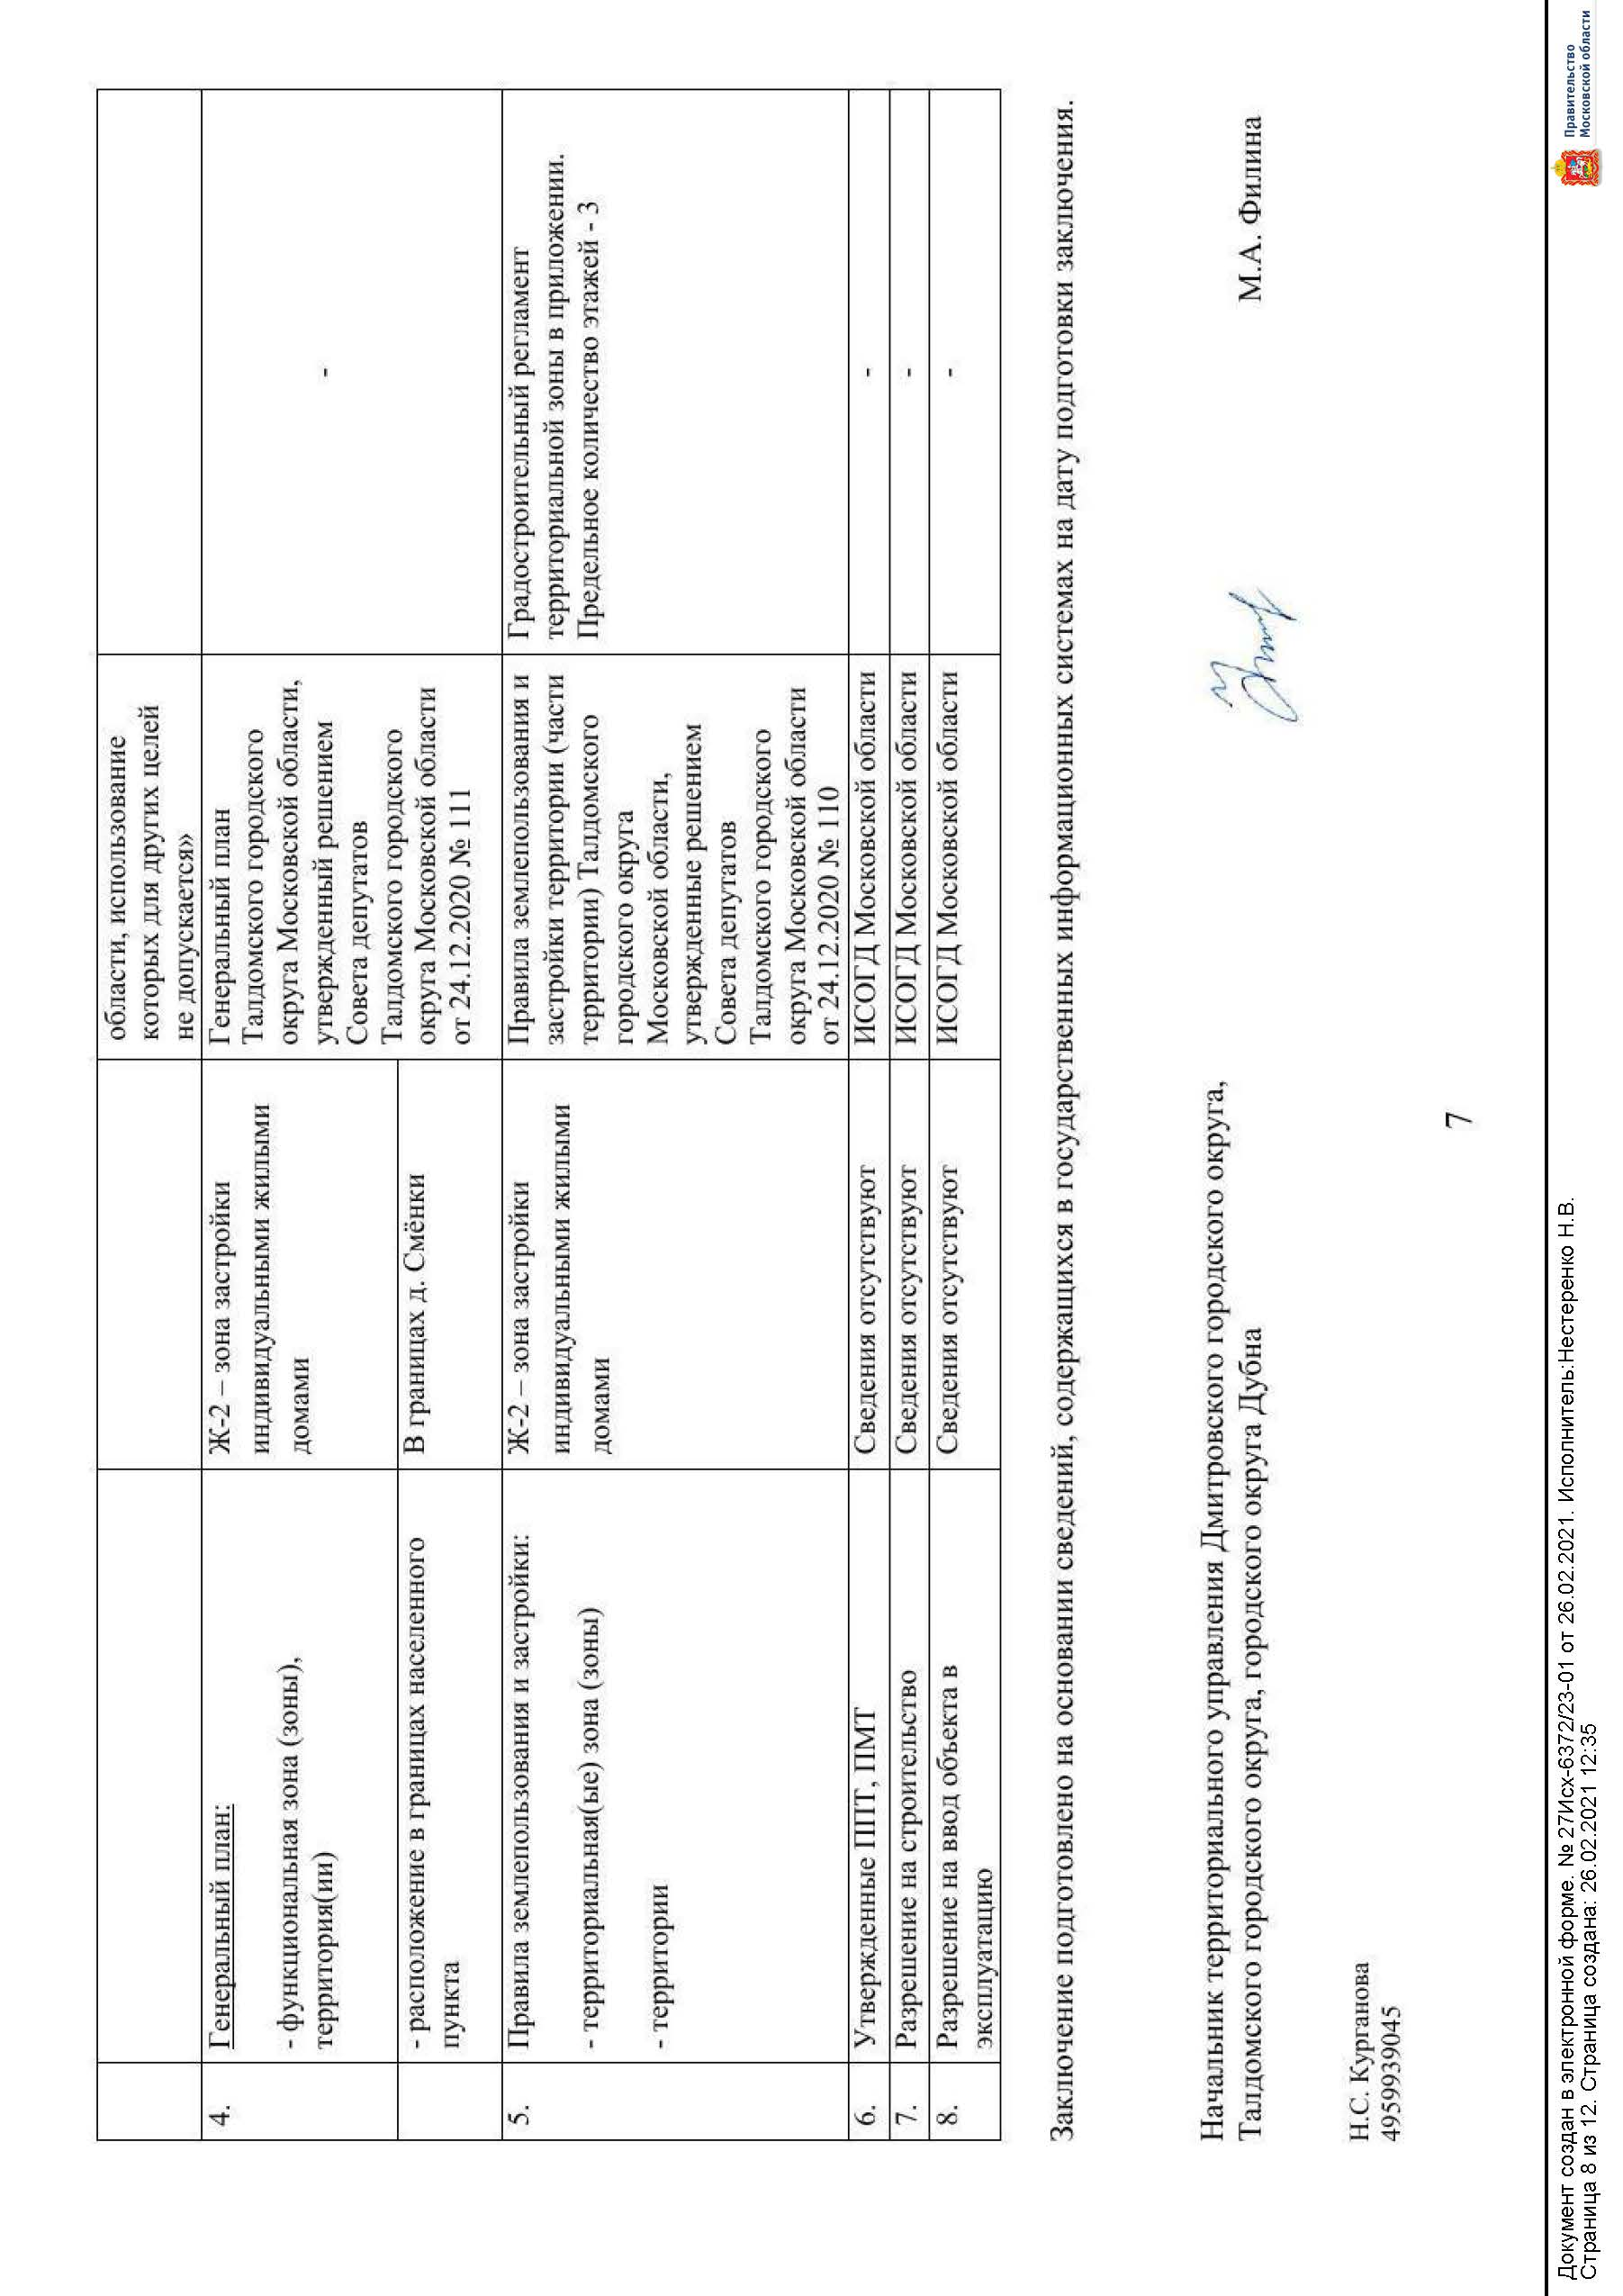 области, использование
которых для других целей
не допускается»
4.
Генеральный план:
- функциональная зона (зоны),
территория(ии)
Ж-2 – зона застройки
индивидуальными жилыми
домами
Генеральный план
Талдомского городского
округа Московской области,
утвержденный решением
Совета депутатов
Талдомского городского
округа Московской области
от 24.12.2020 № 111
-
- расположение в границах населенного
пункта
В границах д. Смёнки
5.
Правила землепользования и застройки:
- территориальная(ые) зона (зоны)
- территории
Ж-2 – зона застройки
индивидуальными жилыми
домами
Правила землепользования и
застройки территории (части
территории) Талдомского
городского округа
Московской области,
утвержденные решением
Совета депутатов
Талдомского городского
округа Московской области
от 24.12.2020 № 110
Градостроительный регламент
территориальной зоны в приложении.
Предельное количество этажей - 3
6.
Утвержденные ППТ, ПМТ
Сведения отсутствуют
ИСОГД Московской области
-
7.
Разрешение на строительство
Сведения отсутствуют
ИСОГД Московской области
-
8.
Разрешение на ввод объекта в
эксплуатацию
Сведения отсутствуют
ИСОГД Московской области
-
Заключение подготовлено на основании сведений, содержащихся в государственных информационных системах на дату подготовки заключения.
Начальник территориального управления Дмитровского городского округа,
Талдомского городского округа, городского округа Дубна
М.А. Филина
Н.С. Курганова
4959939045
7
Документ создан в электронной форме. № 27Исх-6372/23-01 от 26.02.2021. Исполнитель:Нестеренко Н.В.
Страница 8 из 12. Страница создана: 26.02.2021 12:35
Правительство
Московской области